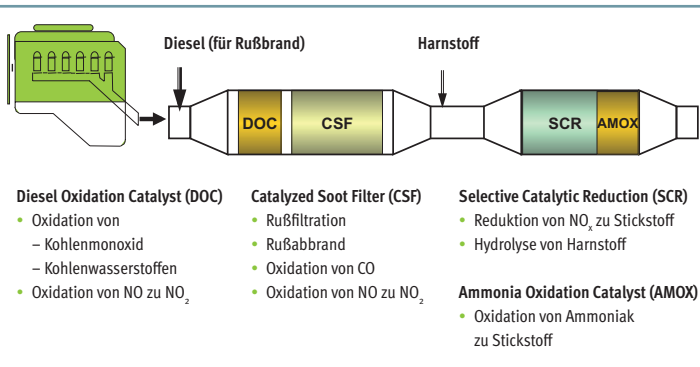 Diesel (für Rußbrand)
Harnstoff
DOC
CSF
SCR
AMOX
Diesel Oxidation Catalyst (DOC)
• Oxidation von
– Kohlenmonoxid
– Kohlenwasserstoffen
• Oxidation von NO zu NO₂
Catalyzed Soot Filter (CSF)
• Rußfiltration
• Rußabbrand
• Oxidation von CO
• Oxidation von NO zu NO₂
Selective Catalytic Reduction (SCR)
• Reduktion von NOₓ zu Stickstoff
• Hydrolyse von Harnstoff
Ammonia Oxidation Catalyst (AMOX)
• Oxidation von Ammoniak
zu Stickstoff